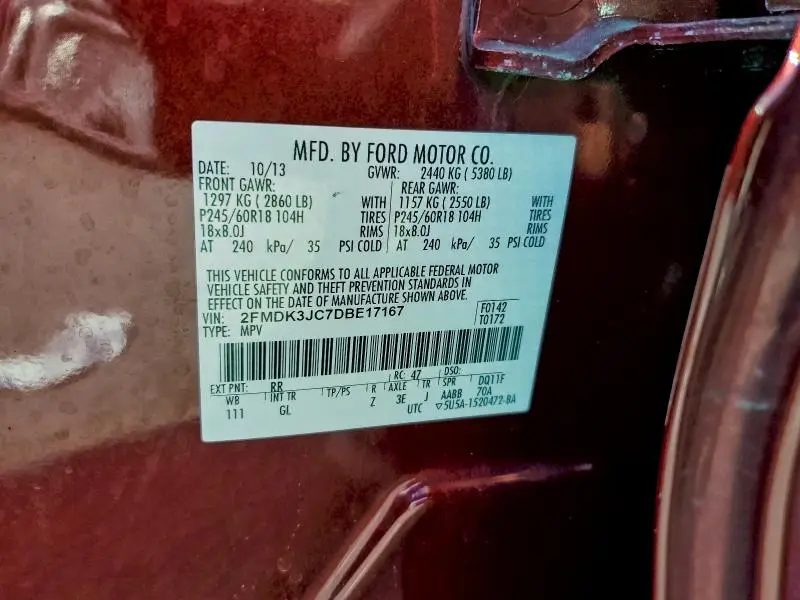 MFD. BY FORD MOTOR CO.
DATE: 10/13 GVWR: 2440 KG ( 5380 LB)
FRONT GAWR: REAR GAWR:
1297 KG ( 2860 LB) WITH 1157 KG ( 2550 LB) WITH
P245/60R18 104H TIRES P245/60R18 104H TIRES
18x8.0J RIMS 18x8.0J RIMS
AT 240 kPa/ 35 PSI COLD AT 240 kPa/ 35 PSI COLD
THIS VEHICLE CONFORMS TO ALL APPLICABLE FEDERAL MOTOR
VEHICLE SAFETY AND THEFT PREVENTION STANDARDS IN
EFFECT ON THE DATE OF MANUFACTURE SHOWN ABOVE.
VIN: 2FMDK3JC7DBE17167 F0142
TYPE: MPV T0172
EXT PNT: RR RC: 47 DSO:
WB INT TR TP/PS R AXLE TR SPR DQ11F
111 GL Z 3E J AABB 70A
UTC ▽5U5A-1520472-BA